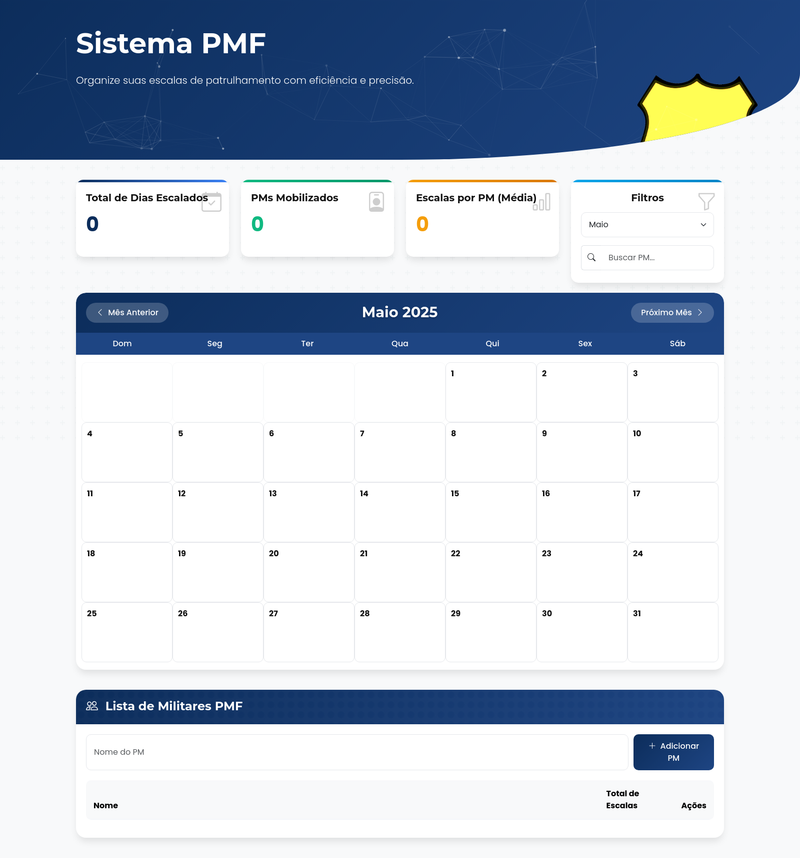 Sistema PMF
Organize suas escalas de patrulhamento com eficiência e precisão.
Total de Dias Escalados
0
PMs Mobilizados
0
Escalas por PM (Média)
0
Filtros
Maio
Buscar PM...
Mês Anterior
Maio 2025
Próximo Mês
Dom Seg Ter Qua Qui Sex Sáb
1 2 3
4 5 6 7 8 9 10
11 12 13 14 15 16 17
18 19 20 21 22 23 24
25 26 27 28 29 30 31
Lista de Militares PMF
Nome do PM
Adicionar
PM
Nome
Total de
Escalas
Ações